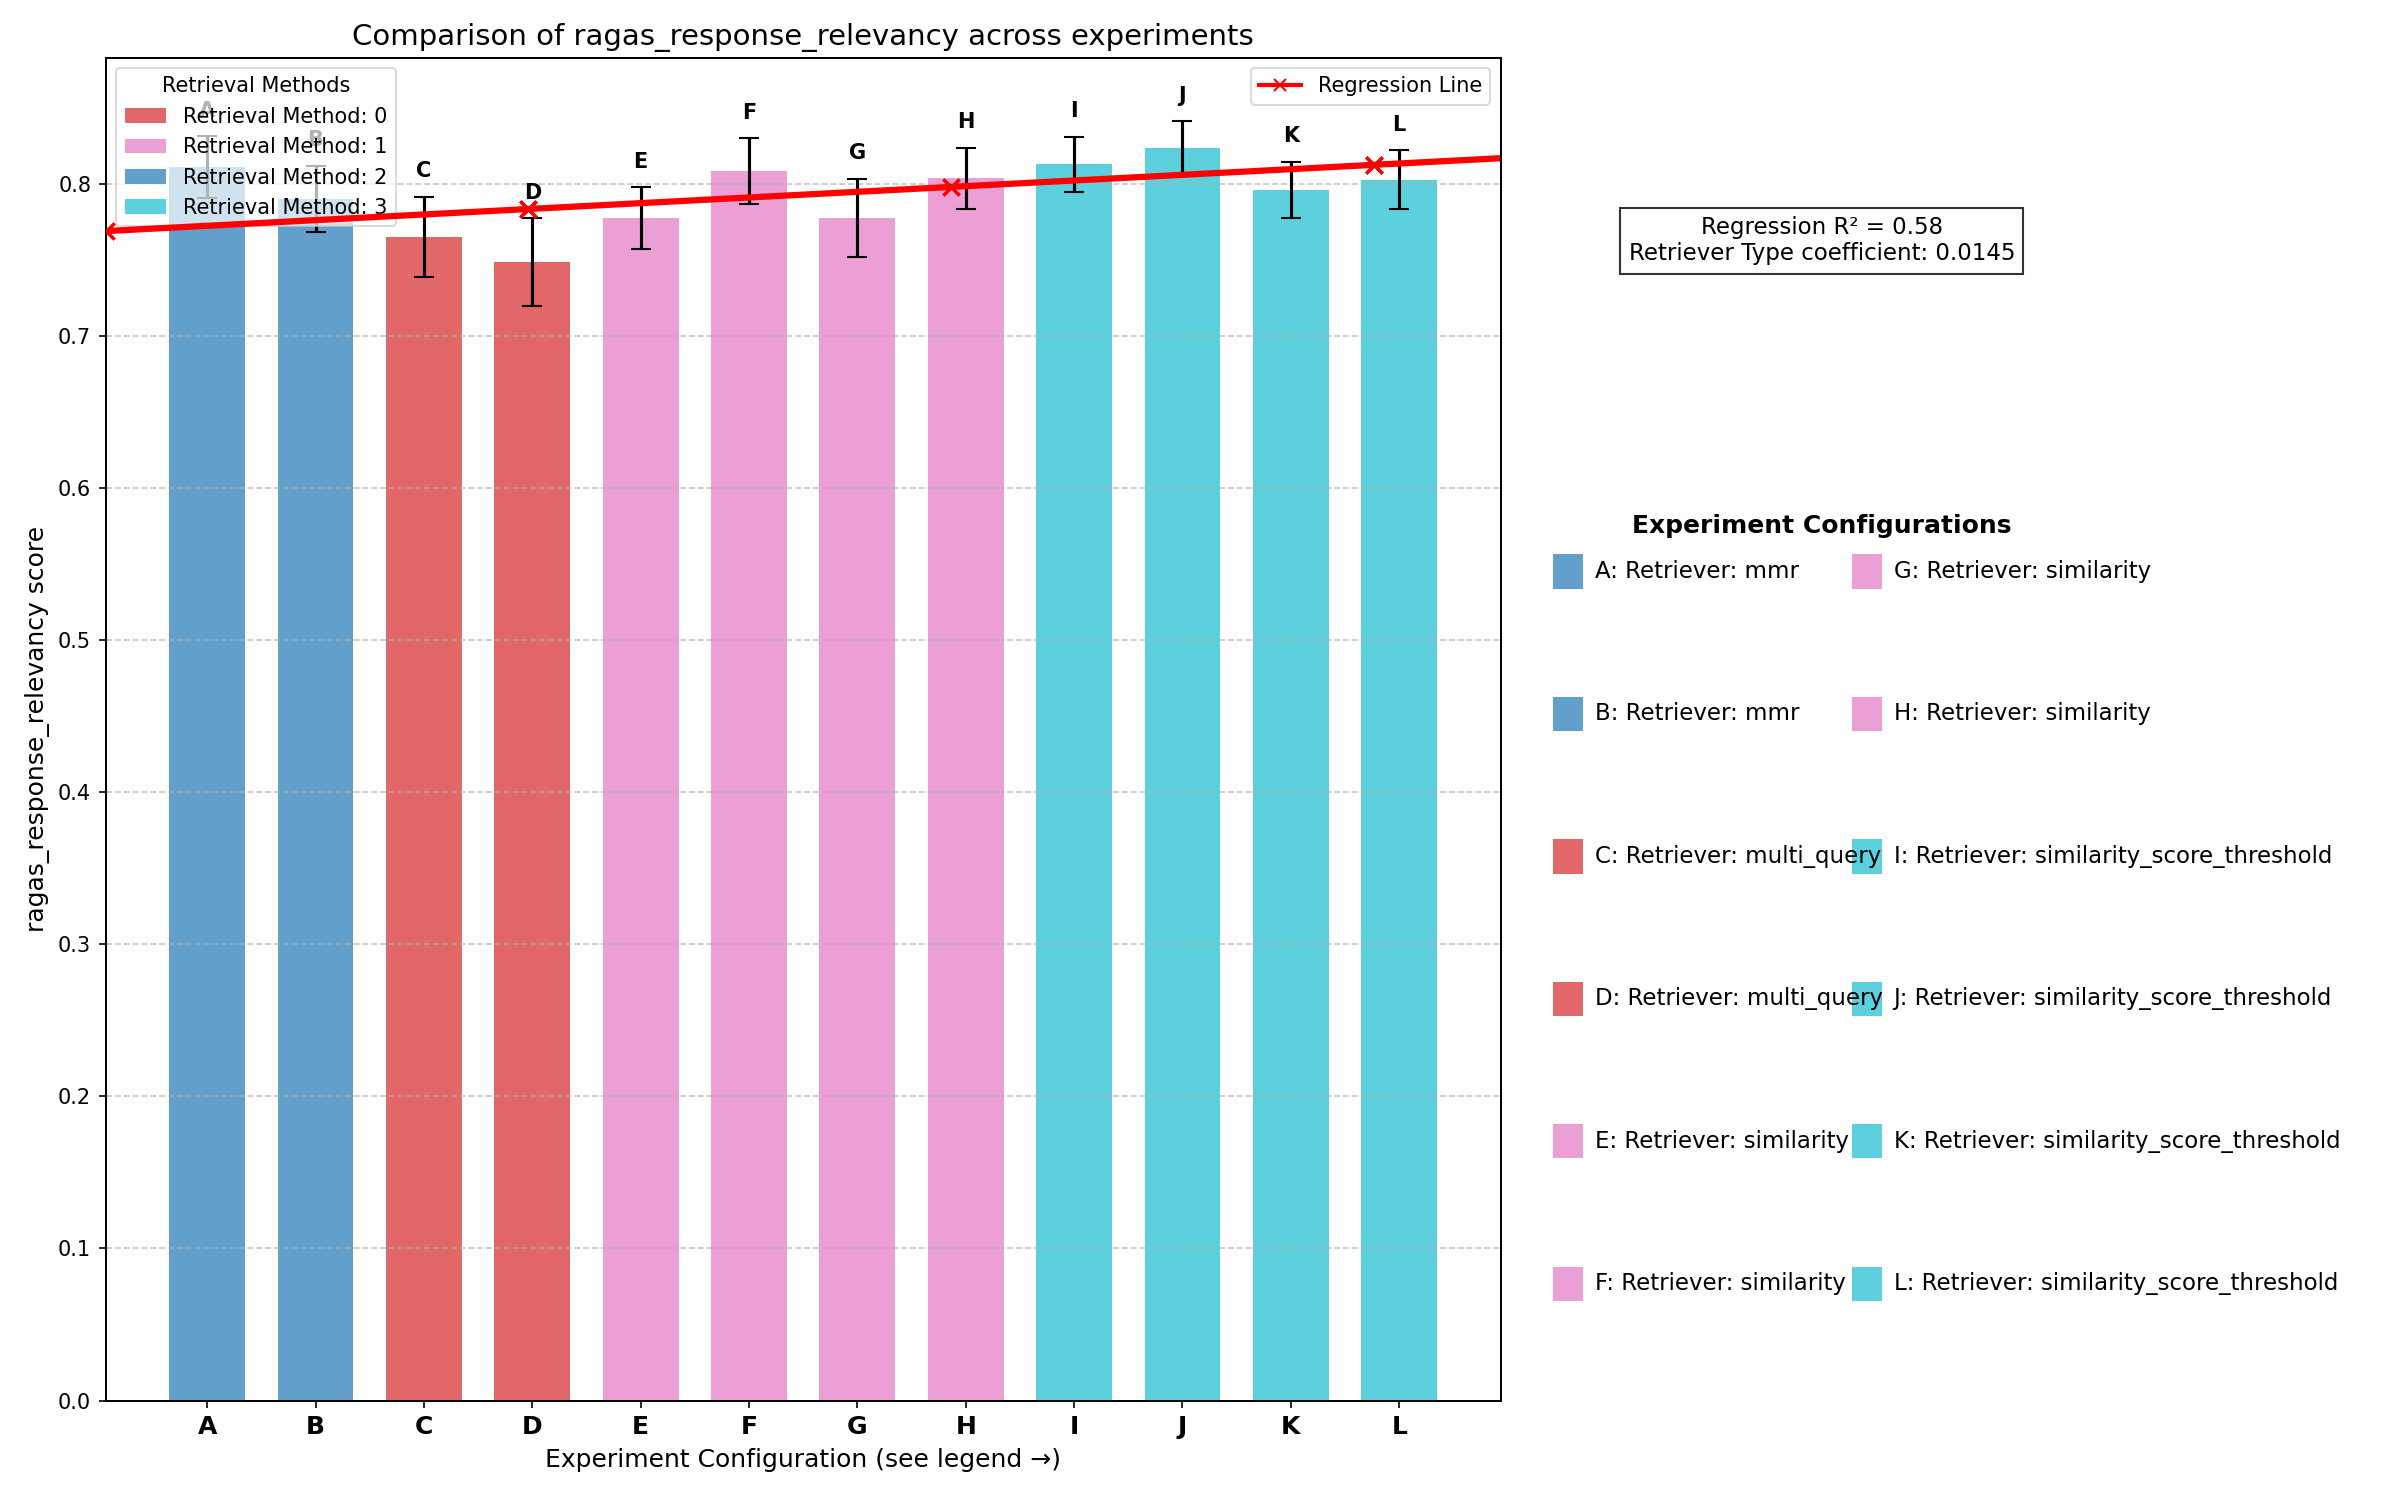 Comparison of ragas_response_relevancy across experiments
Retrieval Methods
Retrieval Method: 0
Retrieval Method: 1
Retrieval Method: 2
Retrieval Method: 3
Regression Line
A
B
C
D
E
F
G
H
I
J
K
L
ragas_response_relevancy score
0.8
0.7
0.6
0.5
0.4
0.3
0.2
0.1
0.0
A B C D E F G H I J K L
Experiment Configuration (see legend →)
Regression R² = 0.58
Retriever Type coefficient: 0.0145
Experiment Configurations
A: Retriever: mmr
B: Retriever: mmr
C: Retriever: multi_query
D: Retriever: multi_query
E: Retriever: similarity
F: Retriever: similarity
G: Retriever: similarity
H: Retriever: similarity
I: Retriever: similarity_score_threshold
J: Retriever: similarity_score_threshold
K: Retriever: similarity_score_threshold
L: Retriever: similarity_score_threshold